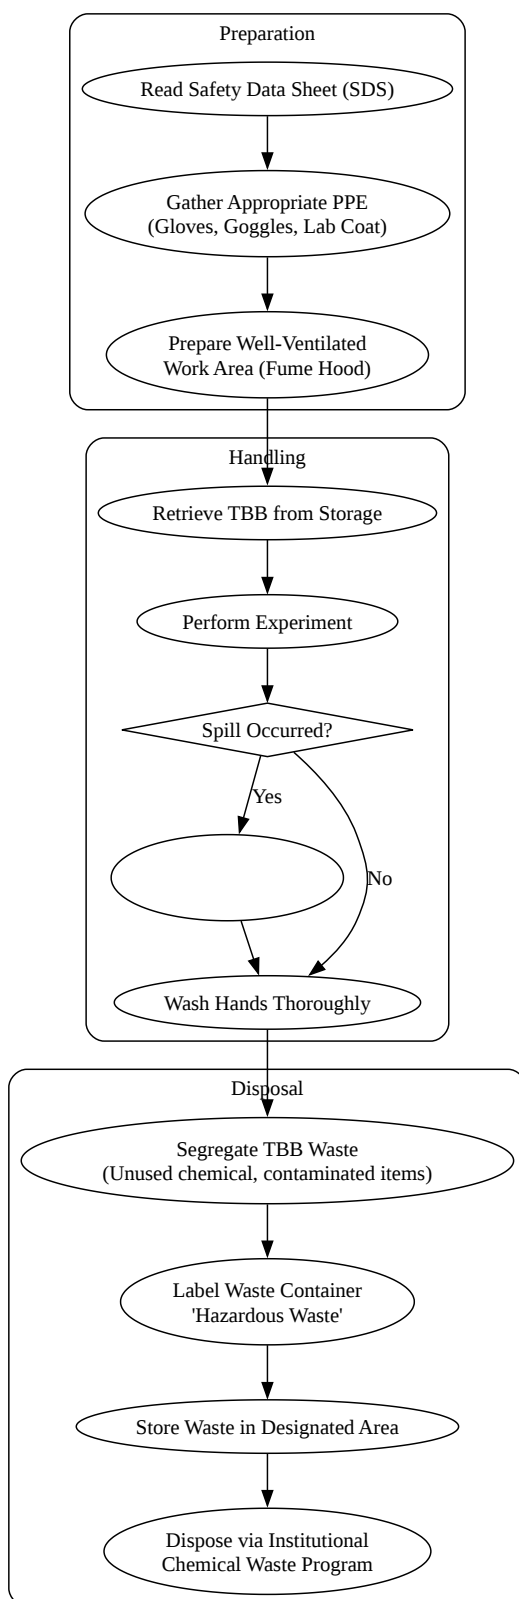 Preparation
Read Safety Data Sheet (SDS)
Gather Appropriate PPE
(Gloves, Goggles, Lab Coat)
Prepare Well-Ventilated
Work Area (Fume Hood)
Handling
Retrieve TBB from Storage
Perform Experiment
Spill Occurred?
Yes
No
Wash Hands Thoroughly
Disposal
Segregate TBB Waste
(Unused chemical, contaminated items)
Label Waste Container
'Hazardous Waste'
Store Waste in Designated Area
Dispose via Institutional
Chemical Waste Program